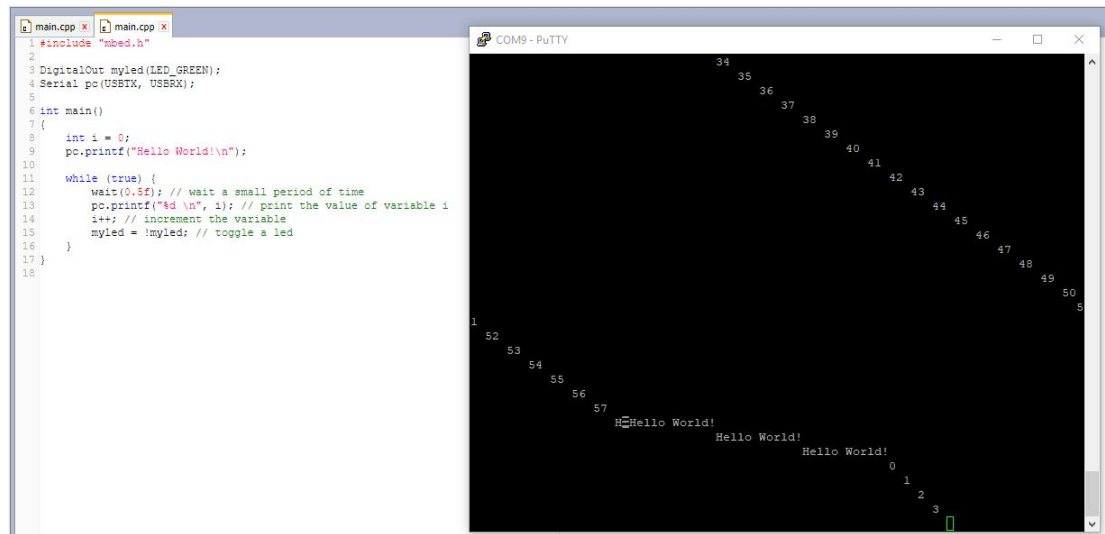 main.cpp x main.cpp x
1 #include "mbed.h"
2
3 DigitalOut myled(LED_GREEN);
4 Serial pc(USBTX, USBRX);
5
6 int main()
7 {
8 int i = 0;
9 pc.printf("Hello World!\n");
10
11 while (true) {
12 wait(0.5f); // wait a small period of time
13 pc.printf("%d \n", i); // print the value of variable i
14 i++; // increment the variable
15 myled = !myled; // toggle a led
16 }
17 }
18
COM9 - PuTTY
34
35
36
37
38
39
40
41
42
43
44
45
46
47
48
49
50
5
1
52
53
54
55
56
57
H Hello World!
Hello World!
Hello World!
0
1
2
3